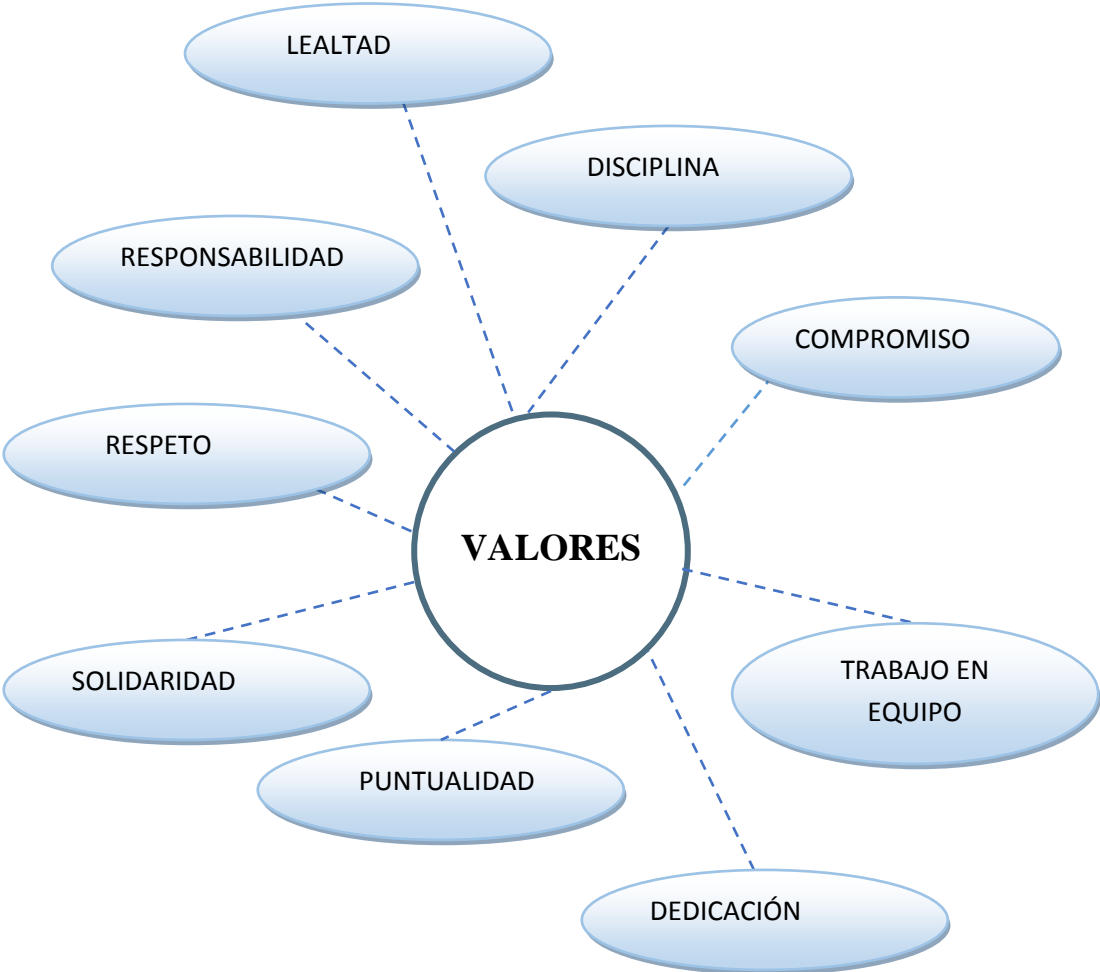 LEALTAD
DISCIPLINA
RESPONSABILIDAD
COMPROMISO
RESPETO
VALORES
SOLIDARIDAD
TRABAJO EN
EQUIPO
PUNTUALIDAD
DEDICACIÓN